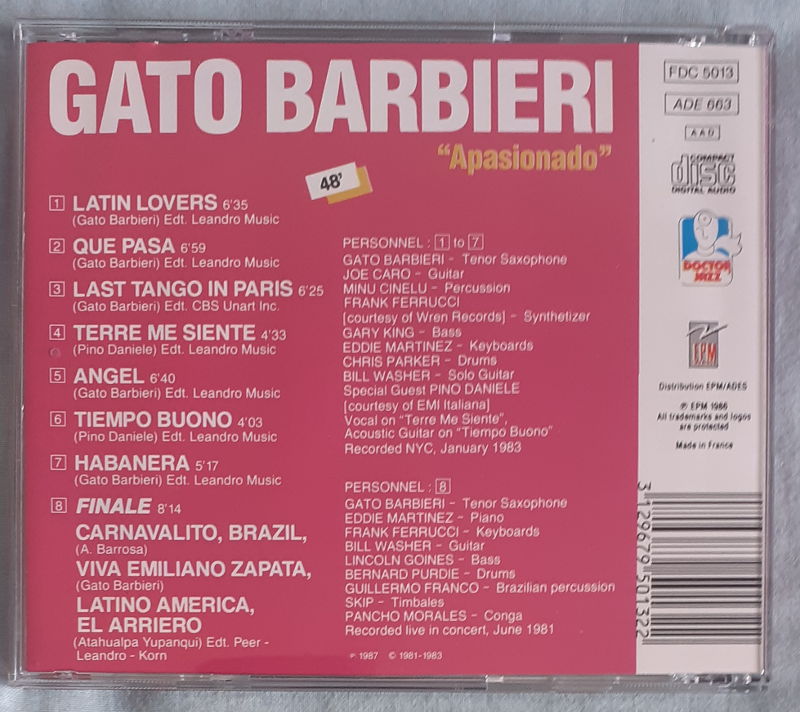 GATO BARBIERI
"Apasionado"
48'
1 LATIN LOVERS 6'35
(Gato Barbieri) Edt. Leandro Music
2 QUE PASA 6'59
(Gato Barbieri) Edt. Leandro Music
3 LAST TANGO IN PARIS 6'25
(Gato Barbieri) Edt. CBS Unart Inc.
4 TERRE ME SIENTE 4'33
(Pino Daniele) Edt. Leandro Music
5 ANGEL 6'40
(Gato Barbieri) Edt. Leandro Music
6 TIEMPO BUONO 4'03
(Pino Daniele) Edt. Leandro Music
7 HABANERA 5'17
(Gato Barbieri) Edt. Leandro Music
8 FINALE 8'14
CARNAVALITO, BRAZIL,
(A. Barrosa)
VIVA EMILIANO ZAPATA,
(Gato Barbieri)
LATINO AMERICA,
EL ARRIERO
(Atahualpa Yupanqui) Edt. Peer -
Leandro - Korn
PERSONNEL : 1 to 7
GATO BARBIERI - Tenor Saxophone
JOE CARO - Guitar
MINU CINELU - Percussion
FRANK FERRUCCI
[courtesy of Wren Records] - Synthetizer
GARY KING - Bass
EDDIE MARTINEZ - Keyboards
CHRIS PARKER - Drums
BILL WASHER - Solo Guitar
Special Guest PINO DANIELE
[courtesy of EMI Italiana]
Vocal on "Terre Me Siente",
Acoustic Guitar on "Tiempo Buono"
Recorded NYC, January 1983
PERSONNEL : 8
GATO BARBIERI - Tenor Saxophone
EDDIE MARTINEZ - Piano
FRANK FERRUCCI - Keyboards
BILL WASHER - Guitar
LINCOLN GOINES - Bass
BERNARD PURDIE - Drums
GUILLERMO FRANCO - Brazilian percussion
SKIP - Timbales
PANCHO MORALES - Conga
Recorded live in concert, June 1981
℗ 1987 © 1981-1983
FDC 5013
ADE 663
AAD
COMPACT
disc
DIGITAL AUDIO
DOCTOR
JAZZ
EPM
Distribution EPM/ADES
℗ EPM 1986
All trademarks and logos
are protected
Made in France
3 129679 501322